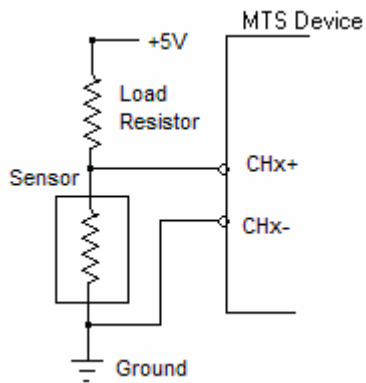 MTS Device
+5V
Load
Resistor
Sensor
CHx+
CHx-
Ground